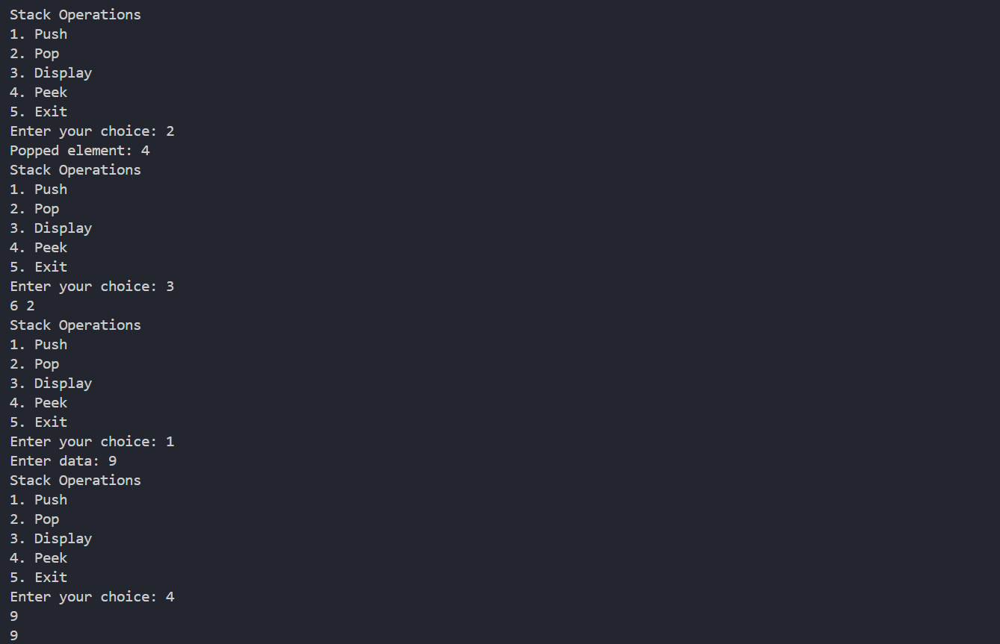 Stack Operations
1. Push
2. Pop
3. Display
4. Peek
5. Exit
Enter your choice: 2
Popped element: 4
Stack Operations
1. Push
2. Pop
3. Display
4. Peek
5. Exit
Enter your choice: 3
6 2
Stack Operations
1. Push
2. Pop
3. Display
4. Peek
5. Exit
Enter your choice: 1
Enter data: 9
Stack Operations
1. Push
2. Pop
3. Display
4. Peek
5. Exit
Enter your choice: 4
9
9